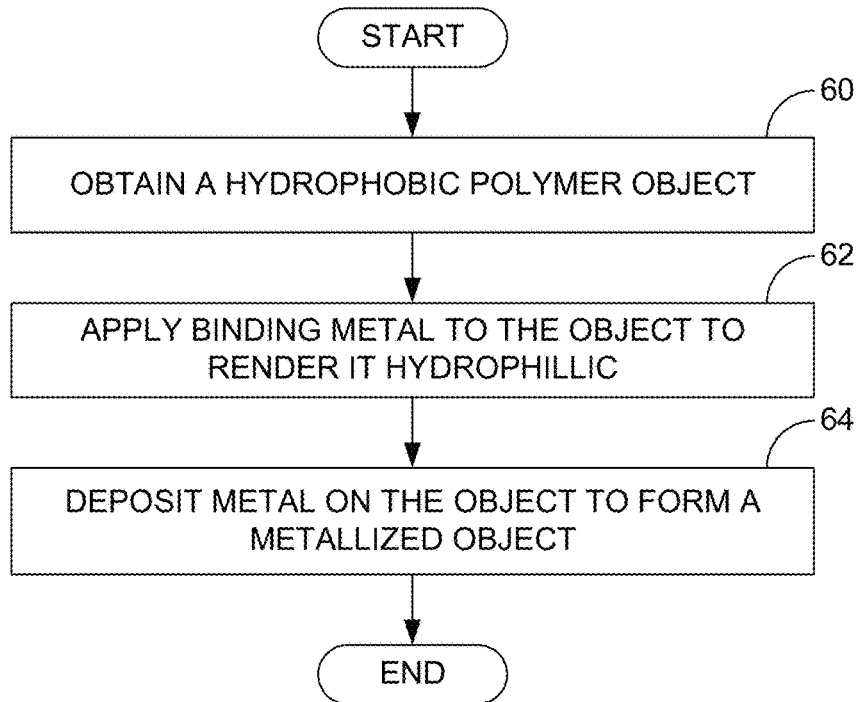 START
60
OBTAIN A HYDROPHOBIC POLYMER OBJECT
62
APPLY BINDING METAL TO THE OBJECT TO
RENDER IT HYDROPHILLIC
64
DEPOSIT METAL ON THE OBJECT TO FORM A
METALLIZED OBJECT
END